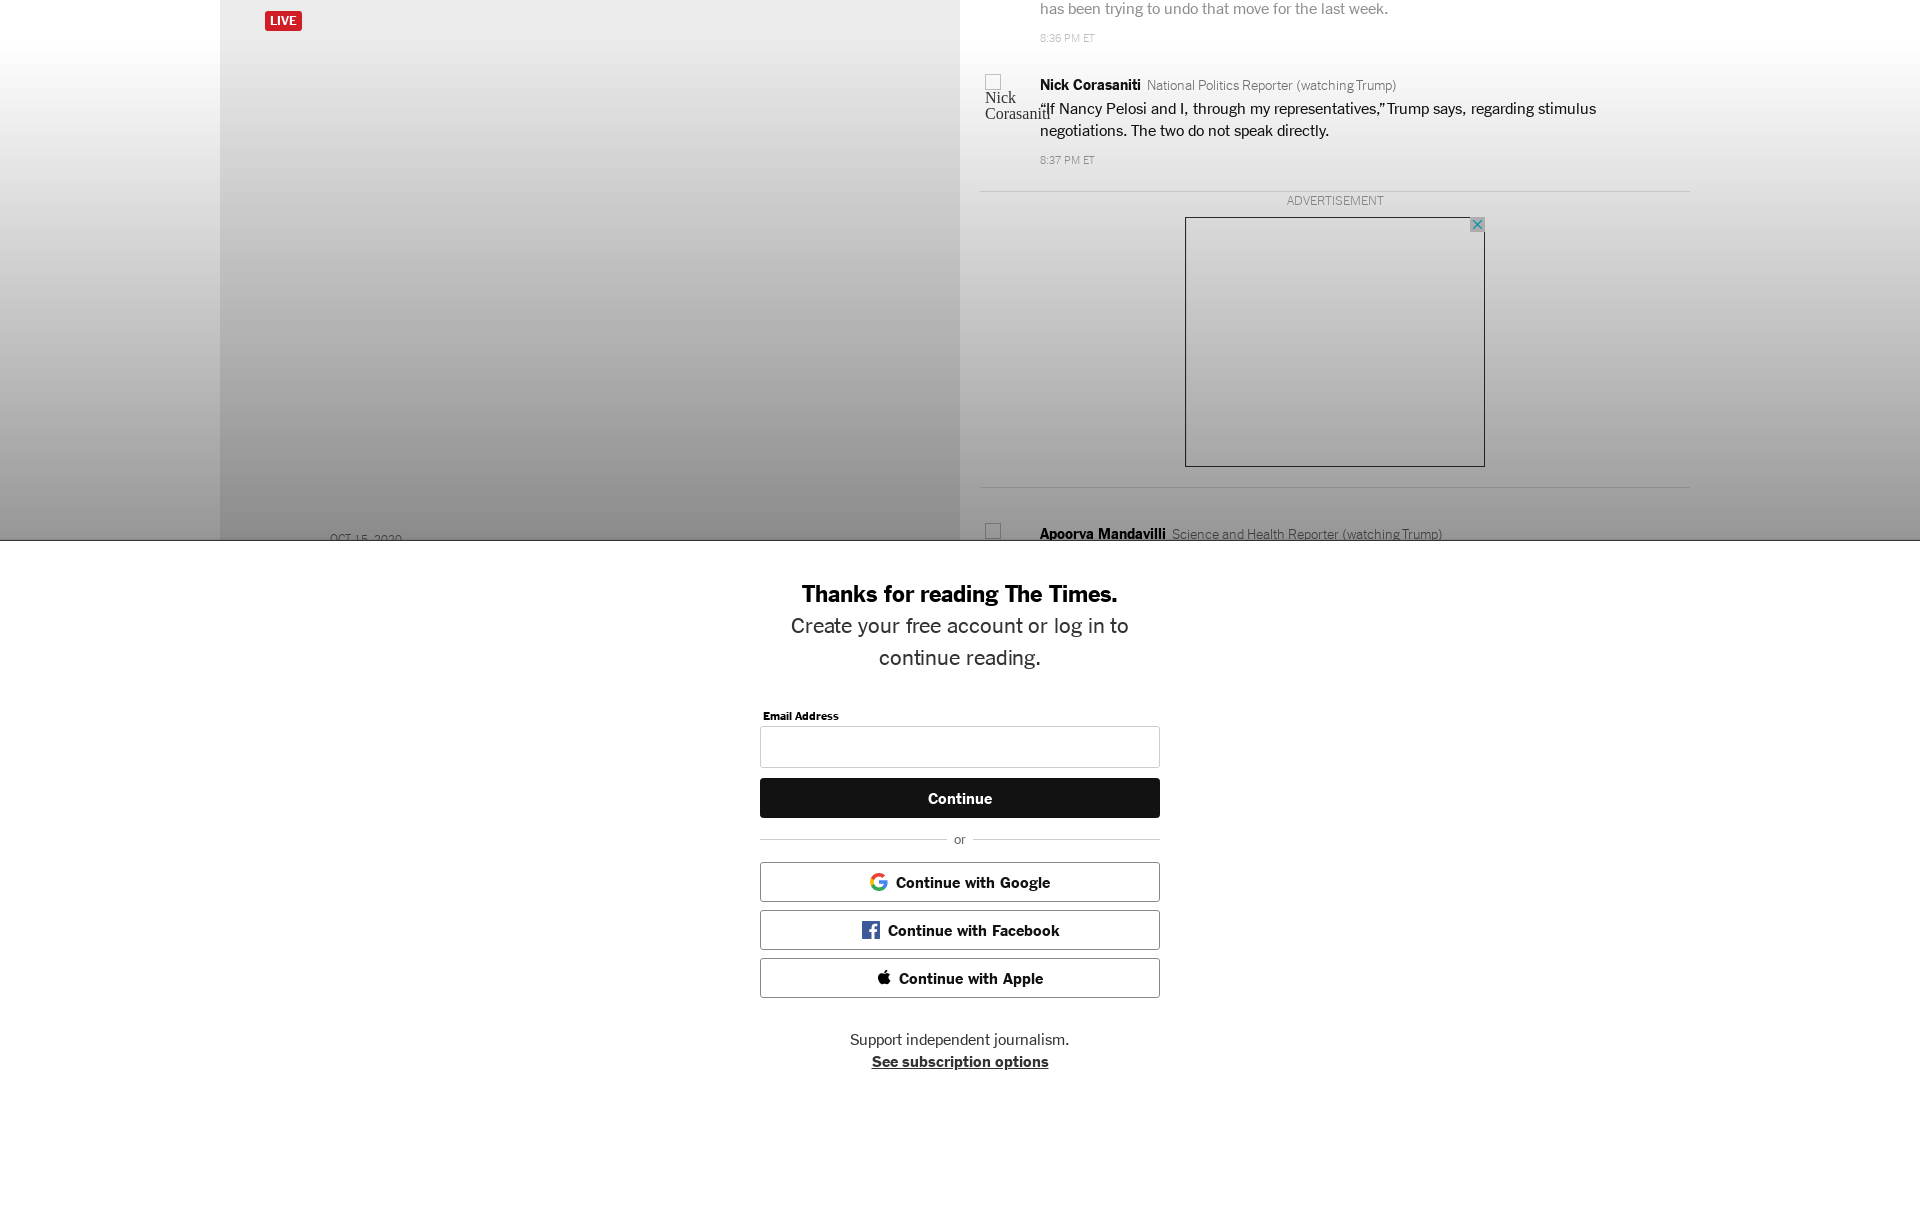 LIVE
has been trying to undo that move for the last week.
8:36 PM ET
Nick Corasaniti
Nick Corasaniti National Politics Reporter (watching Trump)
“If Nancy Pelosi and I, through my representatives,” Trump says, regarding stimulus
negotiations. The two do not speak directly.
8:37 PM ET
ADVERTISEMENT
OCT 15, 2020
Apoorva Mandavilli Science and Health Reporter (watching Trump)
Thanks for reading The Times.
Create your free account or log in to
continue reading.
Email Address
Continue
or
Continue with Google
Continue with Facebook
Continue with Apple
Support independent journalism.
See subscription options